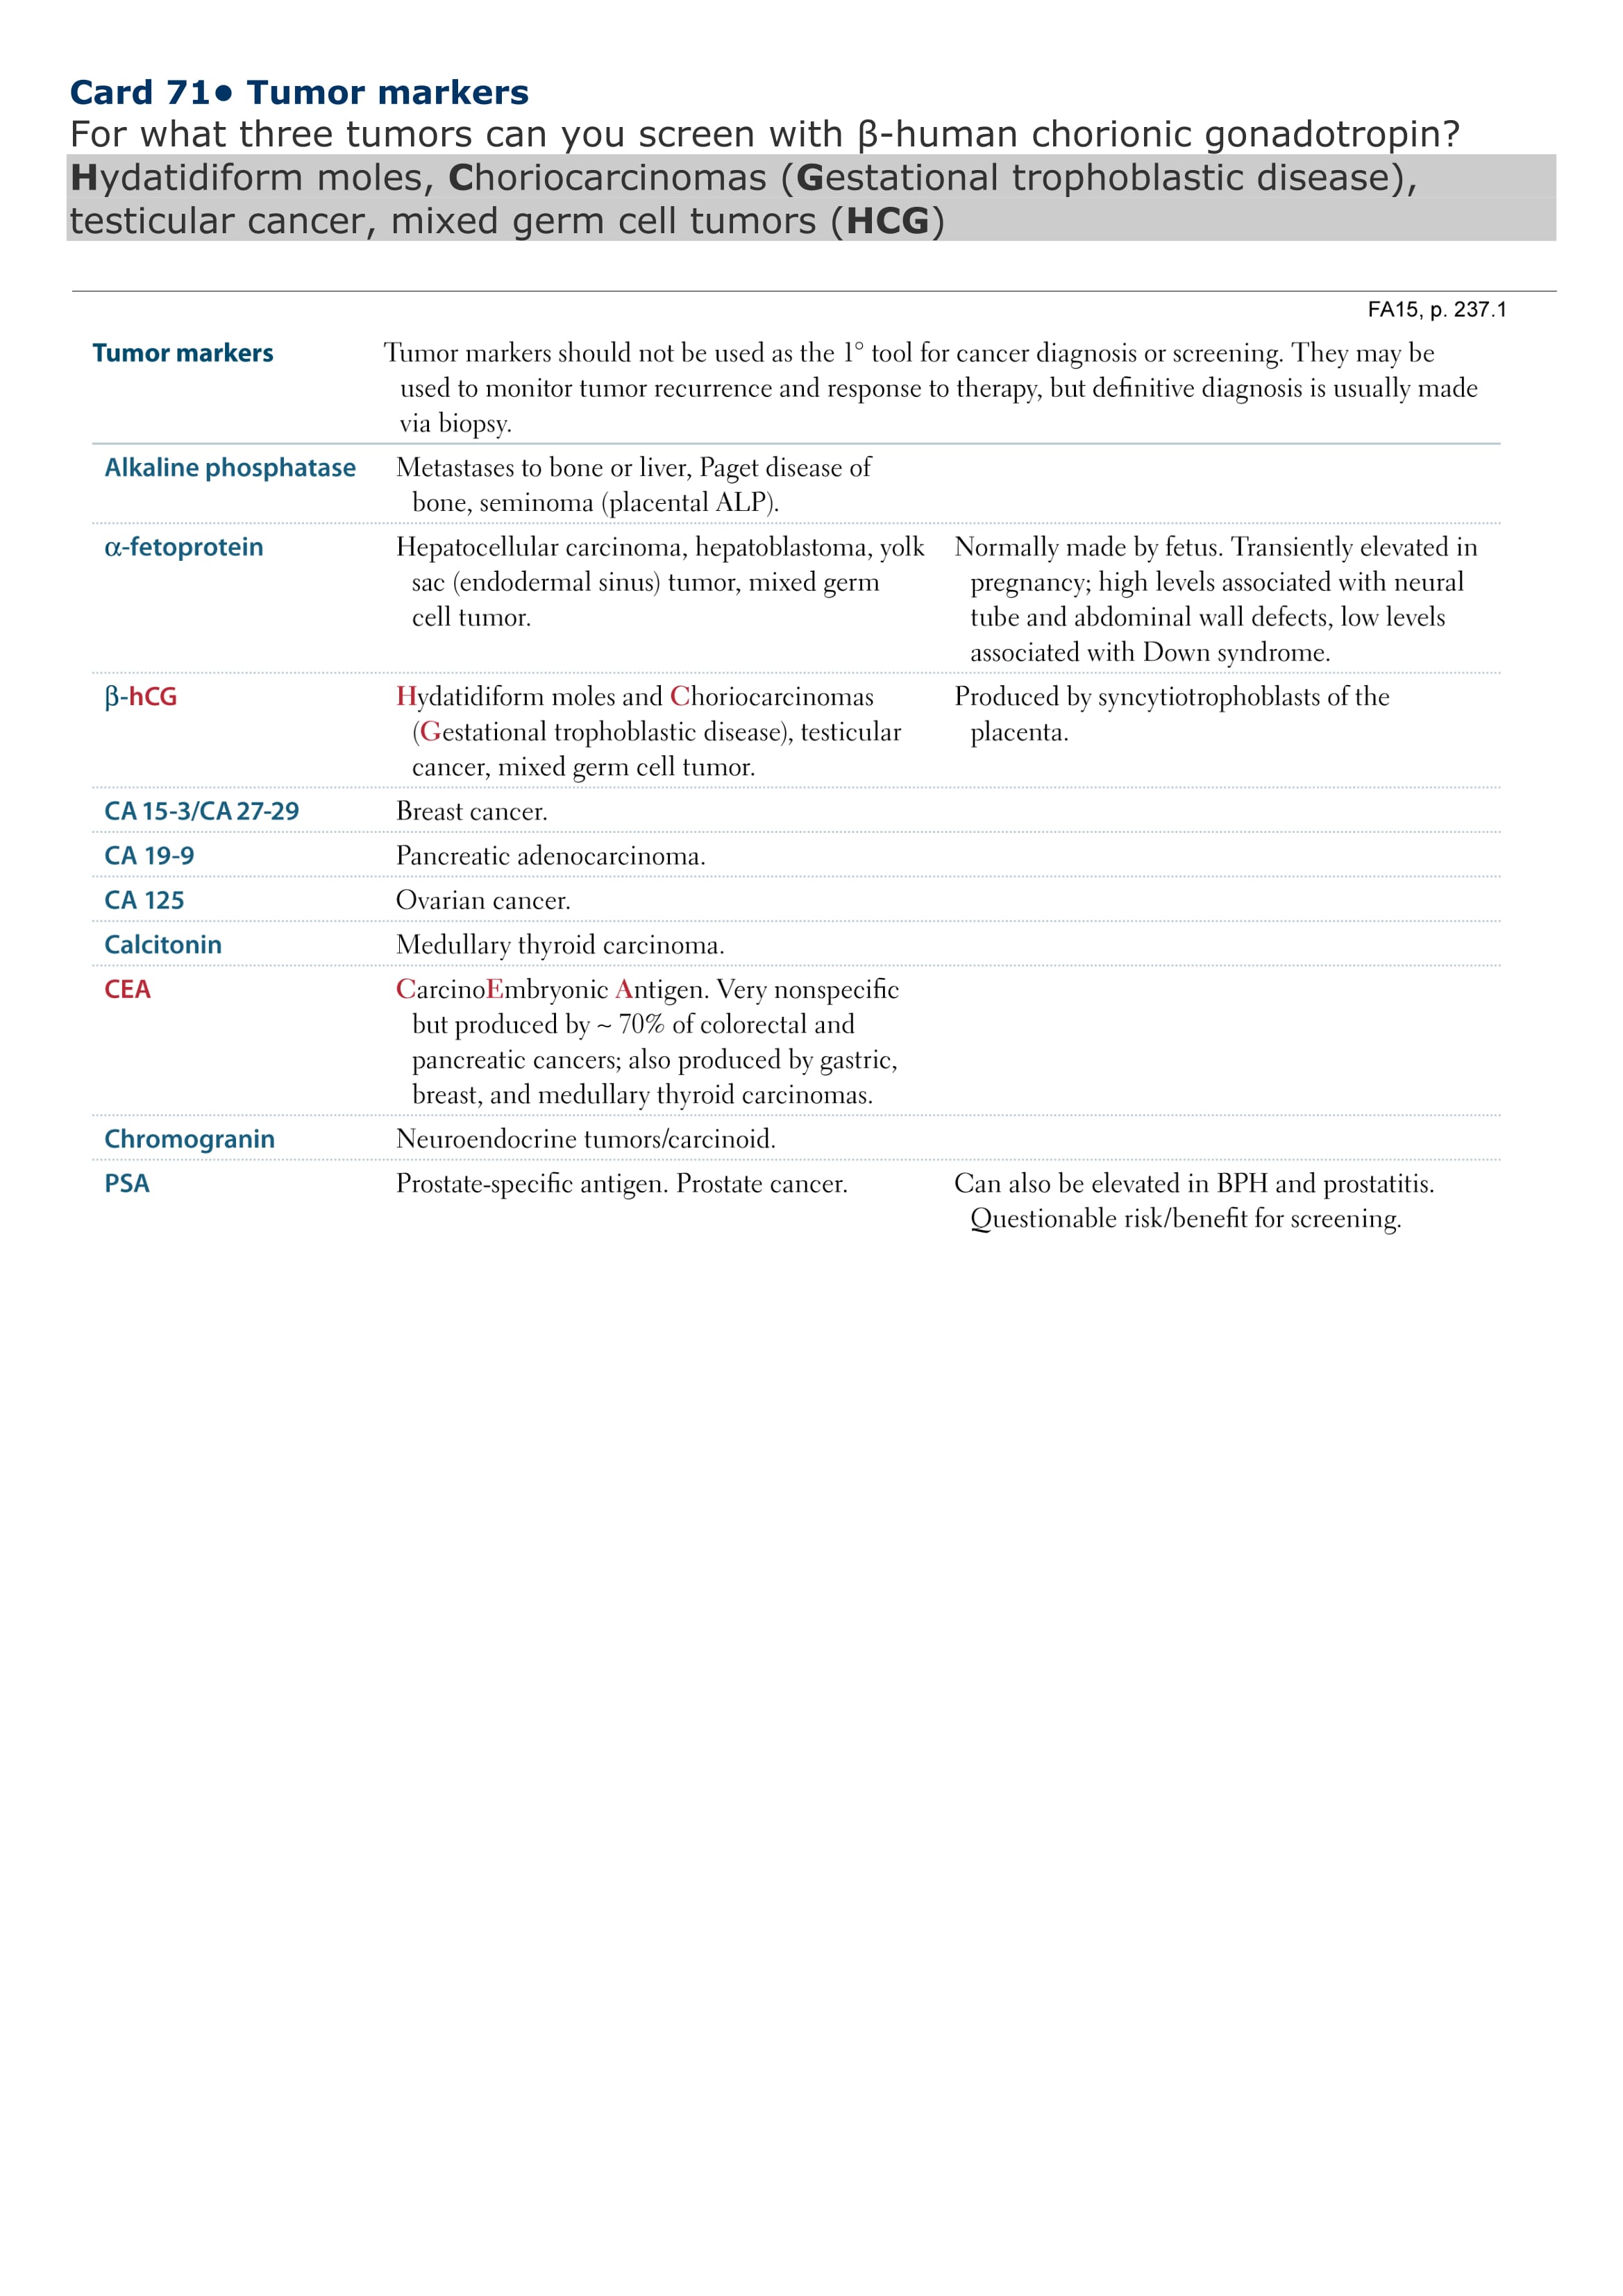 Card 71● Tumor markers
For what three tumors can you screen with β-human chorionic gonadotropin?
Hydatidiform moles, Choriocarcinomas (Gestational trophoblastic disease),
testicular cancer, mixed germ cell tumors (HCG)
FA15, p. 237.1
Tumor markers Tumor markers should not be used as the 1° tool for cancer diagnosis or screening. They may be
used to monitor tumor recurrence and response to therapy, but definitive diagnosis is usually made
via biopsy.
Alkaline phosphatase Metastases to bone or liver, Paget disease of
bone, seminoma (placental ALP).
α-fetoprotein Hepatocellular carcinoma, hepatoblastoma, yolk
sac (endodermal sinus) tumor, mixed germ
cell tumor.
Normally made by fetus. Transiently elevated in
pregnancy; high levels associated with neural
tube and abdominal wall defects, low levels
associated with Down syndrome.
β-hCG Hydatidiform moles and Choriocarcinomas
(Gestational trophoblastic disease), testicular
cancer, mixed germ cell tumor.
Produced by syncytiotrophoblasts of the
placenta.
CA 15-3/CA 27-29 Breast cancer.
CA 19-9 Pancreatic adenocarcinoma.
CA 125 Ovarian cancer.
Calcitonin Medullary thyroid carcinoma.
CEA CarcinoEmbryonic Antigen. Very nonspecific
but produced by ~ 70% of colorectal and
pancreatic cancers; also produced by gastric,
breast, and medullary thyroid carcinomas.
Chromogranin Neuroendocrine tumors/carcinoid.
PSA Prostate-specific antigen. Prostate cancer.
Can also be elevated in BPH and prostatitis.
Questionable risk/benefit for screening.